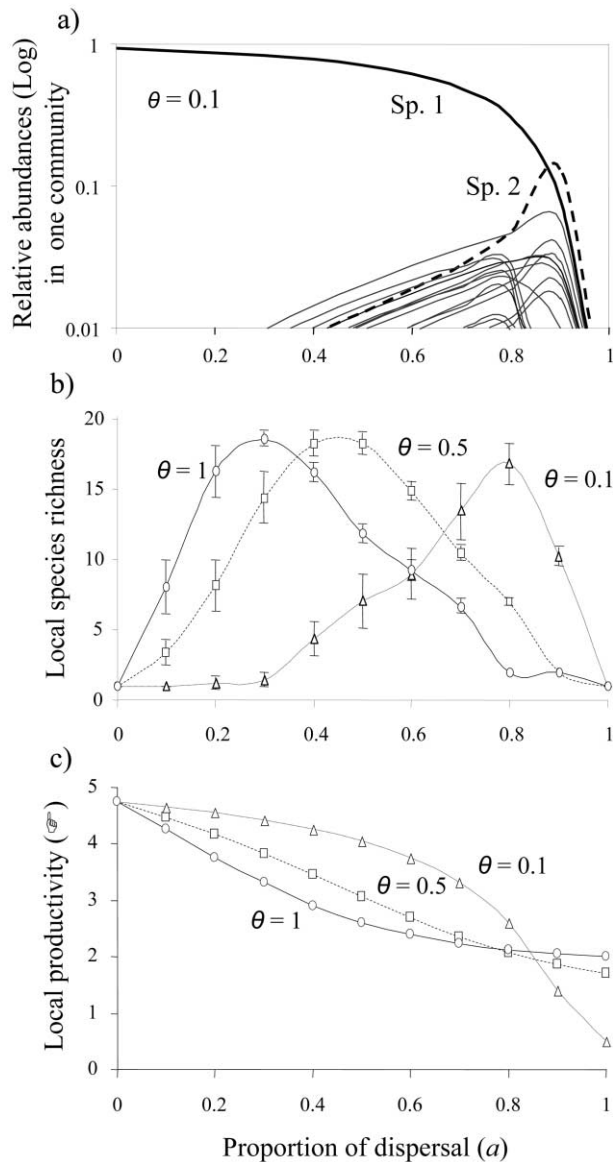 a)
Relative abundances (Log)
in one community
1
0.1
0.01
θ = 0.1
Sp. 1
Sp. 2
0 0.2 0.4 0.6 0.8 1
b)
Local species richness
20
15
10
5
0
θ = 1
θ = 0.5
θ = 0.1
0 0.2 0.4 0.6 0.8 1
c)
Local productivity ()
5
4
3
2
1
0
θ = 0.1
θ = 0.5
θ = 1
0 0.2 0.4 0.6 0.8 1
Proportion of dispersal (a)